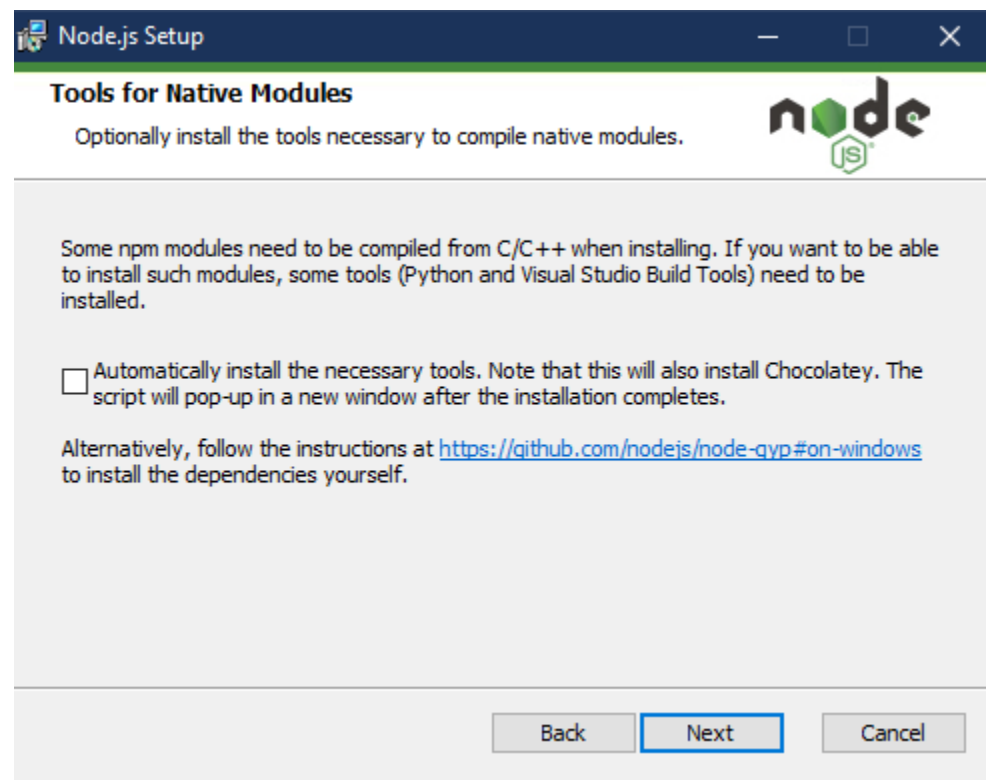 Node.js Setup
Tools for Native Modules
Optionally install the tools necessary to compile native modules.
node
JS
Some npm modules need to be compiled from C/C++ when installing. If you want to be able
to install such modules, some tools (Python and Visual Studio Build Tools) need to be
installed.
Automatically install the necessary tools. Note that this will also install Chocolatey. The
script will pop-up in a new window after the installation completes.
Alternatively, follow the instructions at https://github.com/nodejs/node-gyp#on-windows
to install the dependencies yourself.
Back Next Cancel